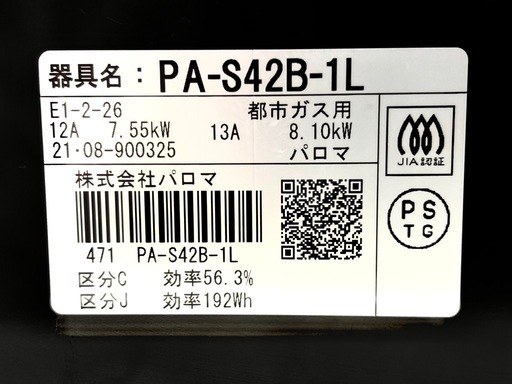 器具名：PA-S42B-1L
E1-2-26 都市ガス用
12A 7.55kW 13A 8.10kW
21·08-900325 パロマ
JIA認証
株式会社パロマ
PS
TG
471 PA-S42B-1L
区分C 効率56.3%
区分J 効率192Wh